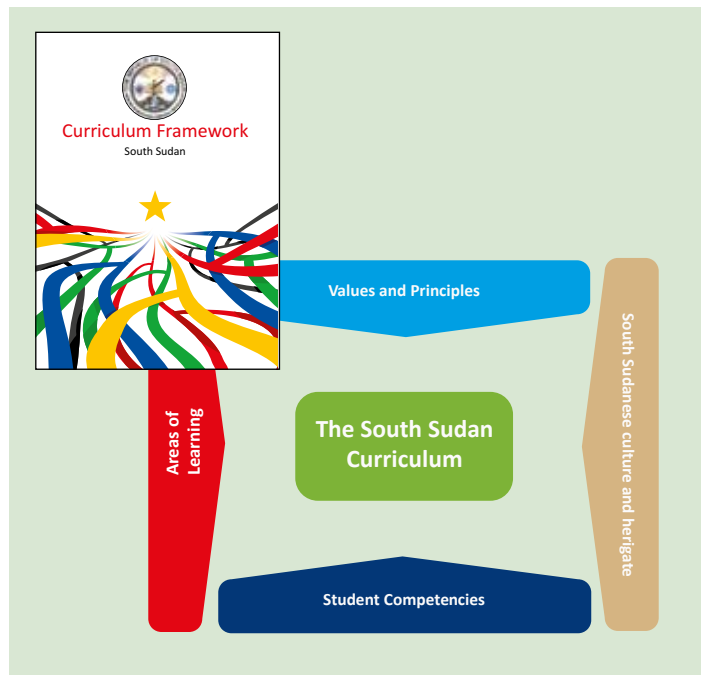 Curriculum Framework
South Sudan
Values and Principles
Areas of
Learning
The South Sudan
Curriculum
South Sudanese culture and herigate
Student Competencies